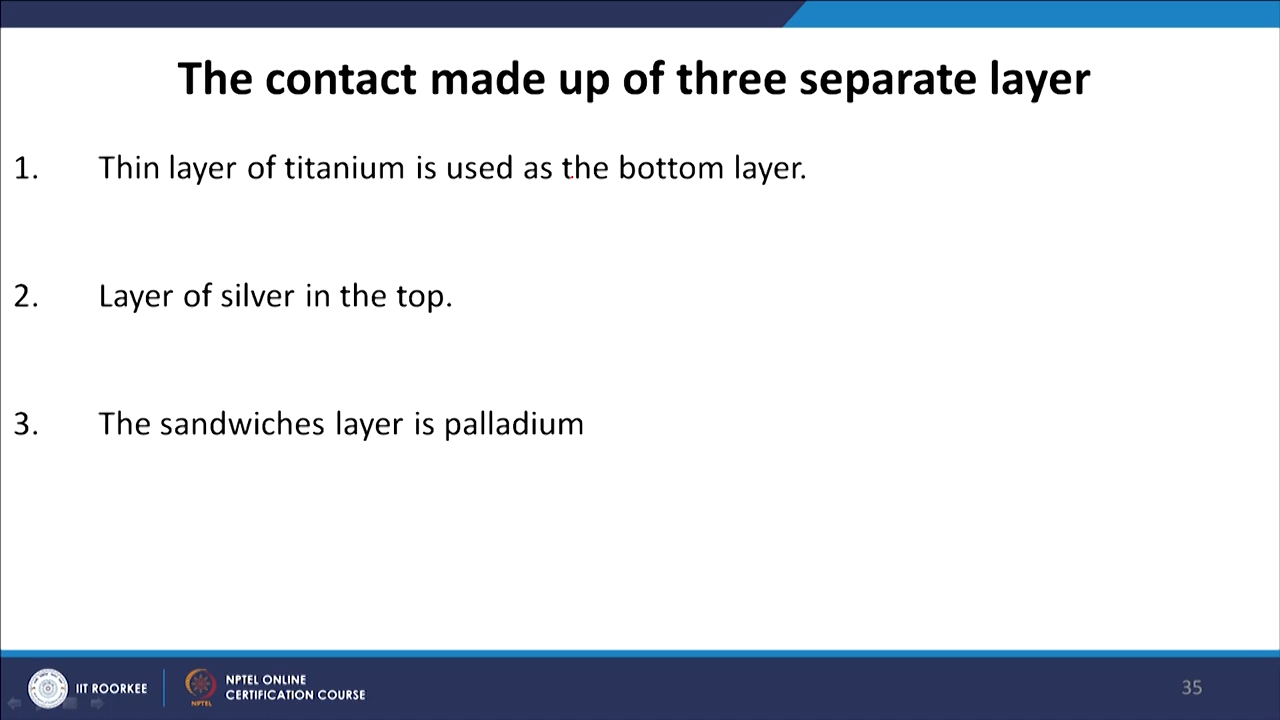 The contact made up of three separate layer
1. Thin layer of titanium is used as the bottom layer.
2. Layer of silver in the top.
3. The sandwiches layer is palladium
IIT ROORKEE
NPTEL
NPTEL ONLINE
CERTIFICATION COURSE
35